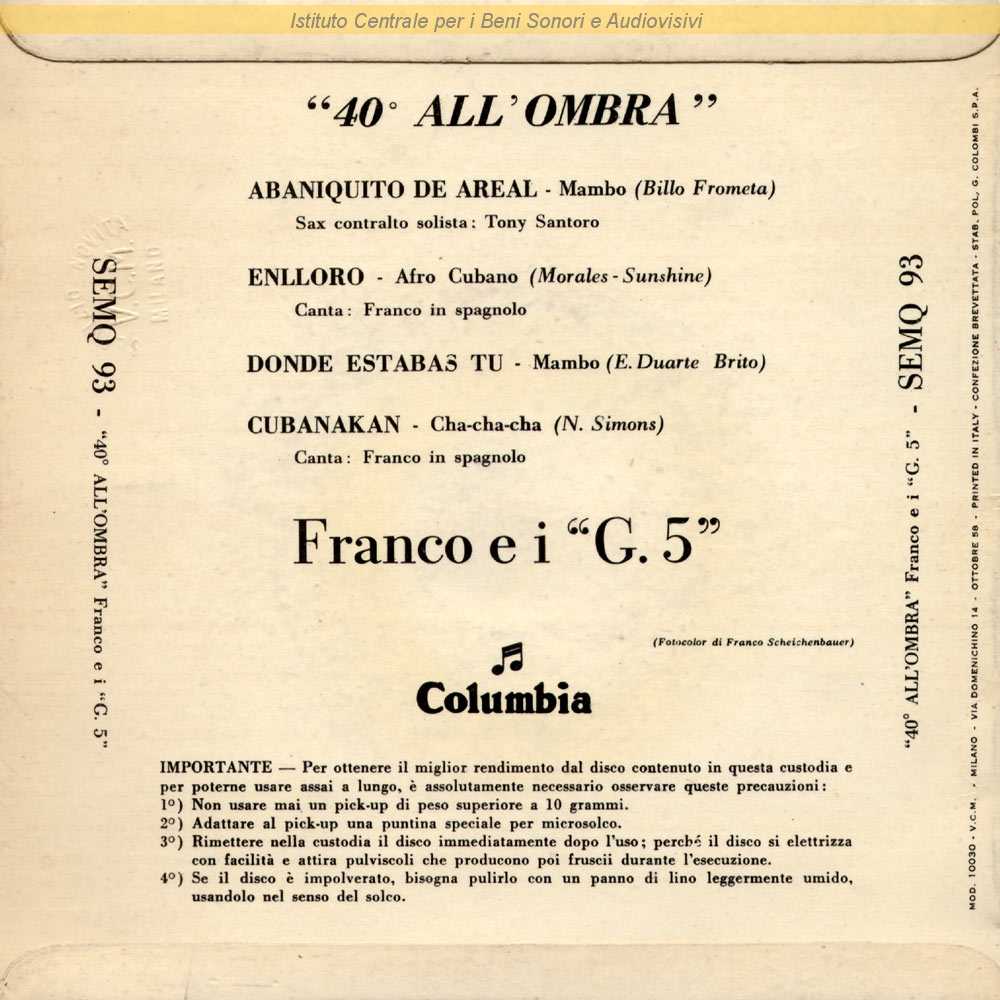 Istituto Centrale per i Beni Sonori e Audiovisivi
“40° ALL’OMBRA”
ABANIQUITO DE AREAL - Mambo (Billo Frometa)
Sax contralto solista: Tony Santoro
ENLLORO - Afro Cubano (Morales - Sunshine)
Canta: Franco in spagnolo
DONDE ESTABAS TU - Mambo (E. Duarte Brito)
CUBANAKAN - Cha-cha-cha (N. Simons)
Canta: Franco in spagnolo
Franco e i “G. 5”
(Fotocolor di Franco Scheichenbauer)
Columbia
IMPORTANTE — Per ottenere il miglior rendimento dal disco contenuto in questa custodia e
per poterne usare assai a lungo, è assolutamente necessario osservare queste precauzioni:
1°) Non usare mai un pick-up di peso superiore a 10 grammi.
2°) Adattare al pick-up una puntina speciale per microsolco.
3°) Rimettere nella custodia il disco immediatamente dopo l'uso; perché il disco si elettrizza
con facilità e attira pulviscoli che producono poi fruscii durante l'esecuzione.
4°) Se il disco è impolverato, bisogna pulirlo con un panno di lino leggermente umido,
usandolo nel senso del solco.
SEMQ 93 - “40° ALL’OMBRA” Franco e i “G. 5”
“40° ALL’OMBRA” Franco e i “G. 5” - SEMQ 93
MOD. 10030 - V.C.M. - MILANO - VIA DOMENICHINO 14 - OTTOBRE 58 - PRINTED IN ITALY - CONFEZIONE BREVETTATA - STAB. POL. G. COLOMBI S.P.A.
MILANO